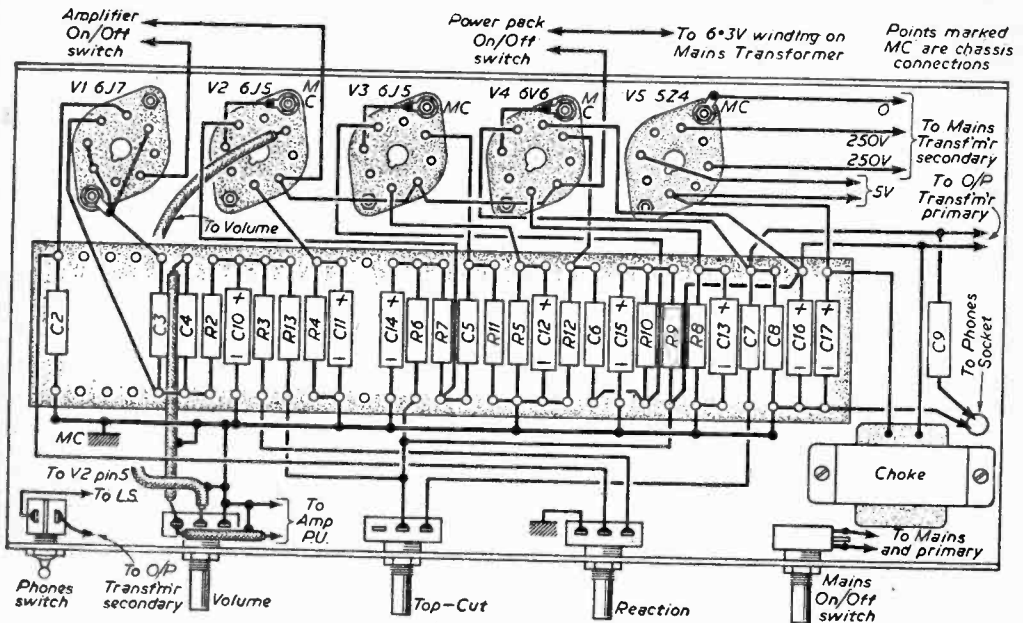 Amplifier
On/Off
switch
Power pack
On/Off
switch
To 6·3V winding on
Mains Transformer
Points marked
MC are chassis
connections
V1 6J7
V2 6J5
M
C
V3 6J5
MC
V4 6V6
M
C
V5 5Z4
MC
O
250V
250V
To Mains
Transf'm'r
secondary
5V
To O/P
Transf'm'r
primary
To Volume
C2
C3
C4
R2
C10
+
–
R3
R13
R4
C11
+
–
C14
+
–
R6
R7
C5
R11
R5
C12
+
–
R12
C6
C15
+
–
R10
R9
R8
C13
+
–
C7
C8
C16
+
–
C17
+
–
C9
To Phones
Socket
MC
Choke
To V2 pin5
To L.S.
To
Amp
P.U.
To Mains
and primary
Phones
switch
To O/P
Transf'm'r
secondary
Volume
Top-Cut
Reaction
Mains
On/Off
switch